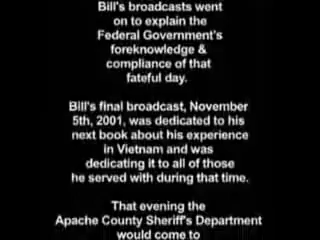 Bill's broadcasts went
on to explain the
Federal Government's
foreknowledge &
compliance of that
fateful day.
Bill's final broadcast, November
5th, 2001, was dedicated to his
next book about his experience
in Vietnam and was
dedicating it to all of those
he served with during that time.
That evening the
Apache County Sheriff's Department
would come to